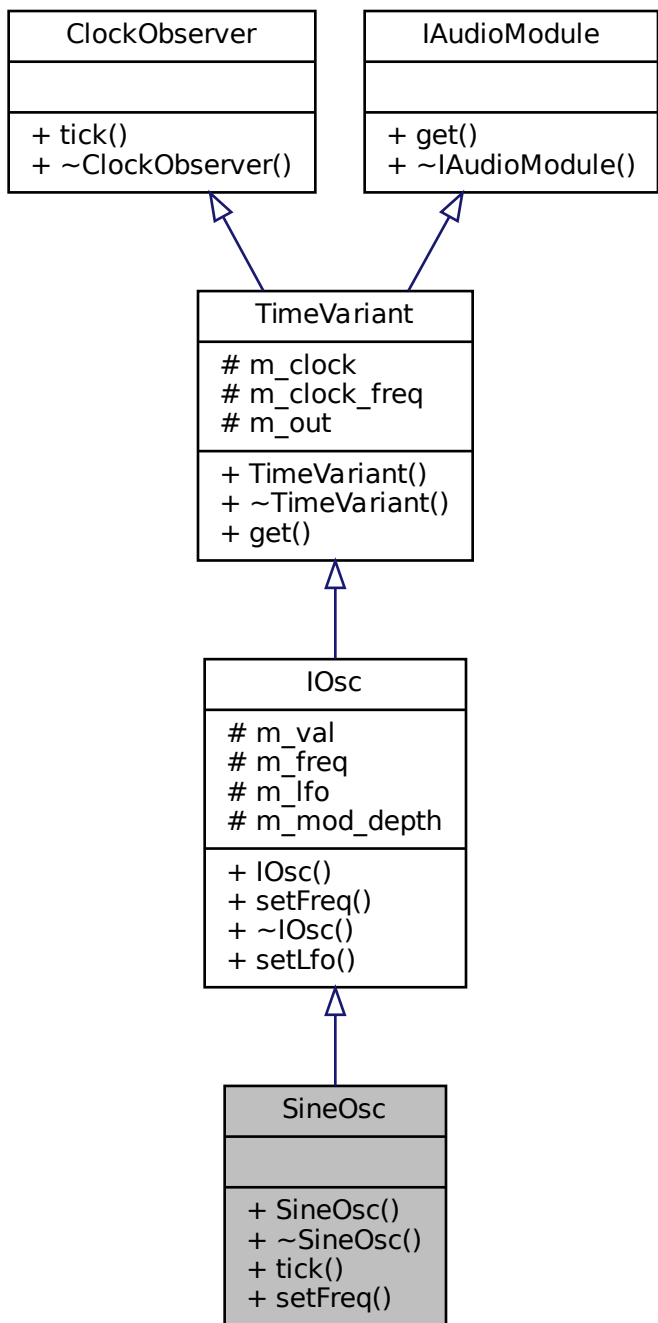 ClockObserver
+ tick()
+ ~ClockObserver()
IAudioModule
+ get()
+ ~IAudioModule()
TimeVariant
# m_clock
# m_clock_freq
# m_out
+ TimeVariant()
+ ~TimeVariant()
+ get()
IOsc
# m_val
# m_freq
# m_lfo
# m_mod_depth
+ IOsc()
+ setFreq()
+ ~IOsc()
+ setLfo()
SineOsc
+ SineOsc()
+ ~SineOsc()
+ tick()
+ setFreq()